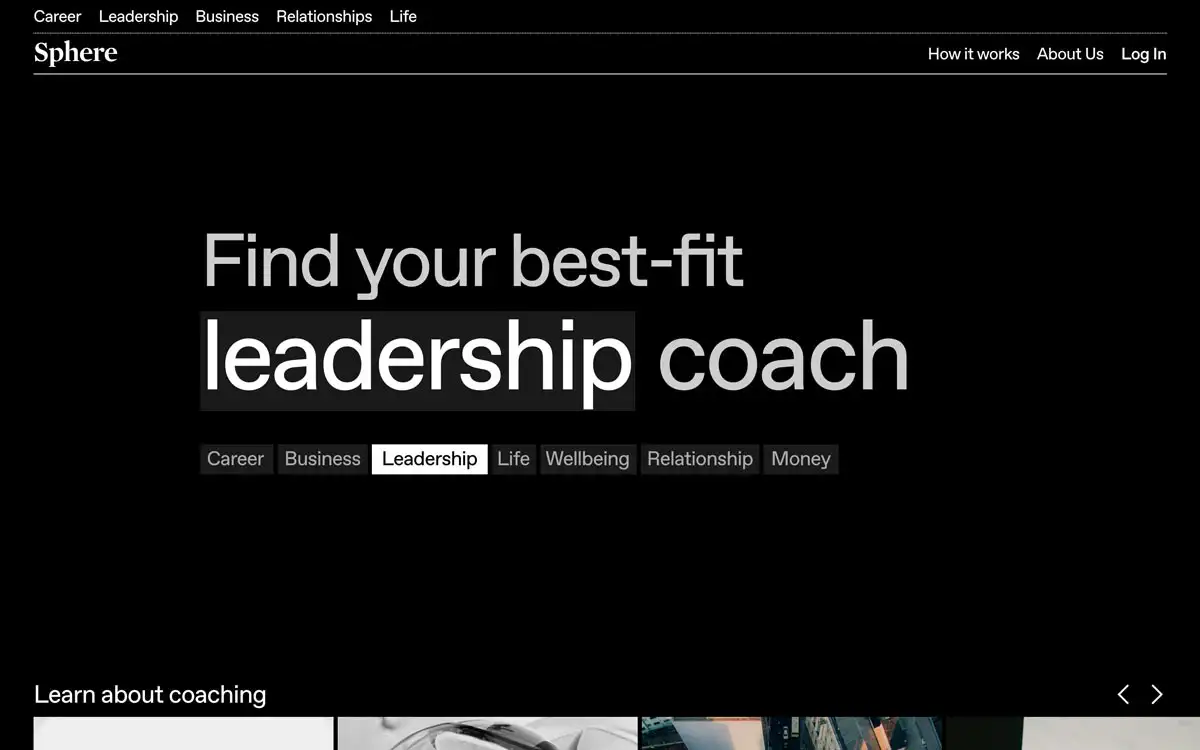 Career Leadership Business Relationships Life
Sphere How it works About Us Log In
Find your best-fit
leadership coach
Career Business Leadership Life Wellbeing Relationship Money
Learn about coaching